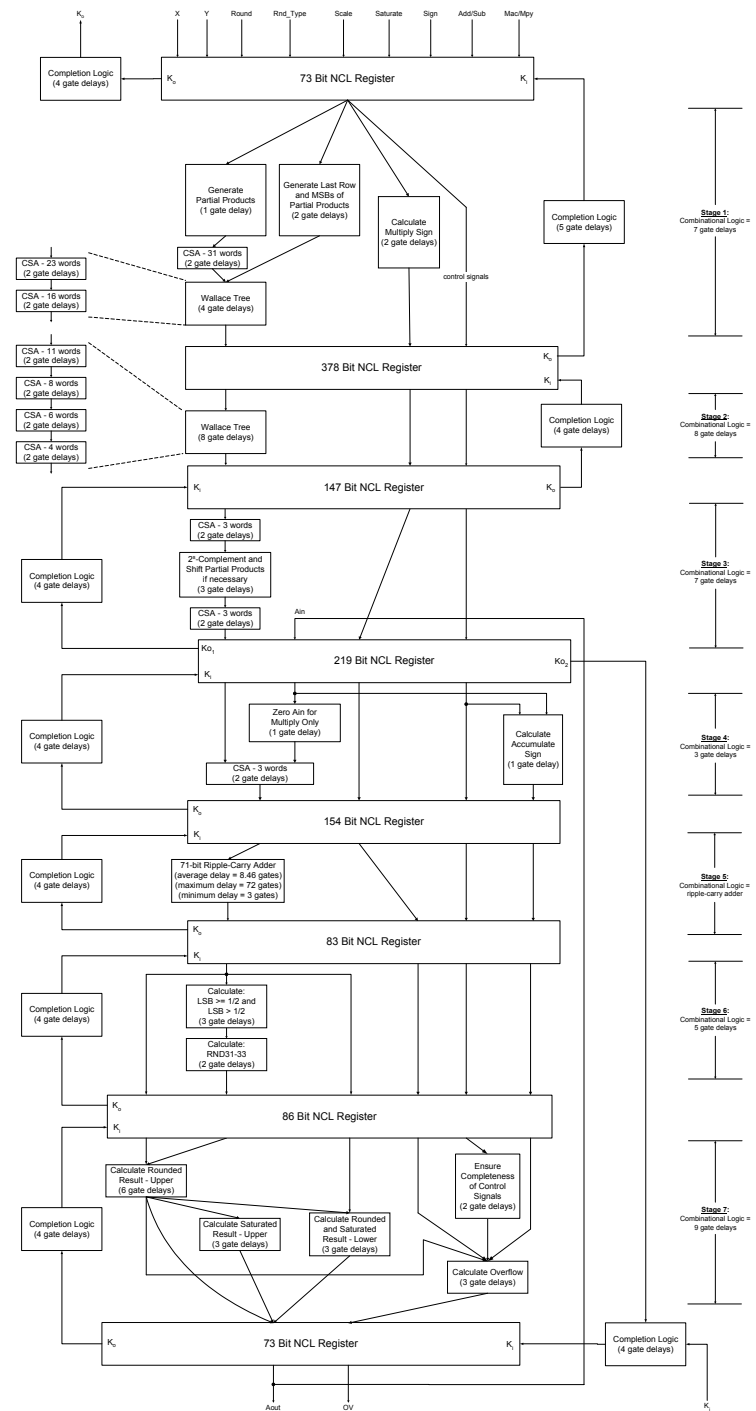 Ko
X
Y
Round
Rnd_Type
Scale
Saturate
Sign
Add/Sub
Mac/Mpy
Completion Logic
(4 gate delays)
Ko
73 Bit NCL Register
Ki
Generate
Partial Products
(1 gate delay)
Generate Last Row
and MSBs of
Partial Products
(2 gate delays)
Calculate
Multiply Sign
(2 gate delays)
Completion Logic
(5 gate delays)
Stage 1:
Combinational Logic =
7 gate delays
CSA - 31 words
(2 gate delays)
CSA - 23 words
(2 gate delays)
CSA - 16 words
(2 gate delays)
Wallace Tree
(4 gate delays)
control signals
378 Bit NCL Register
Ko
Ki
CSA - 11 words
(2 gate delays)
CSA - 8 words
(2 gate delays)
CSA - 6 words
(2 gate delays)
CSA - 4 words
(2 gate delays)
Wallace Tree
(8 gate delays)
Completion Logic
(4 gate delays)
Stage 2:
Combinational Logic =
8 gate delays
Ki
147 Bit NCL Register
Ko
CSA - 3 words
(2 gate delays)
2s-Complement and
Shift Partial Products
if necessary
(3 gate delays)
CSA - 3 words
(2 gate delays)
Completion Logic
(4 gate delays)
Ain
Stage 3:
Combinational Logic =
7 gate delays
Ko1
Ki
219 Bit NCL Register
Ko2
Zero Ain for
Multiply Only
(1 gate delay)
CSA - 3 words
(2 gate delays)
Calculate
Accumulate
Sign
(1 gate delay)
Completion Logic
(4 gate delays)
Stage 4:
Combinational Logic =
3 gate delays
Ko
Ki
154 Bit NCL Register
71-bit Ripple-Carry Adder
(average delay = 8.46 gates)
(maximum delay = 72 gates)
(minimum delay = 3 gates)
Completion Logic
(4 gate delays)
Stage 5:
Combinational Logic =
ripple-carry adder
Ko
Ki
83 Bit NCL Register
Calculate:
LSB >= 1/2 and
LSB > 1/2
(3 gate delays)
Calculate:
RND31-33
(2 gate delays)
Completion Logic
(4 gate delays)
Stage 6:
Combinational Logic =
5 gate delays
Ko
Ki
86 Bit NCL Register
Calculate Rounded
Result - Upper
(6 gate delays)
Ensure
Completeness
of Control
Signals
(2 gate delays)
Calculate Saturated
Result - Upper
(3 gate delays)
Calculate Rounded
and Saturated
Result - Lower
(3 gate delays)
Calculate Overflow
(3 gate delays)
Completion Logic
(4 gate delays)
Stage 7:
Combinational Logic =
9 gate delays
Ko
73 Bit NCL Register
Ki
Completion Logic
(4 gate delays)
Aout
OV
Ki